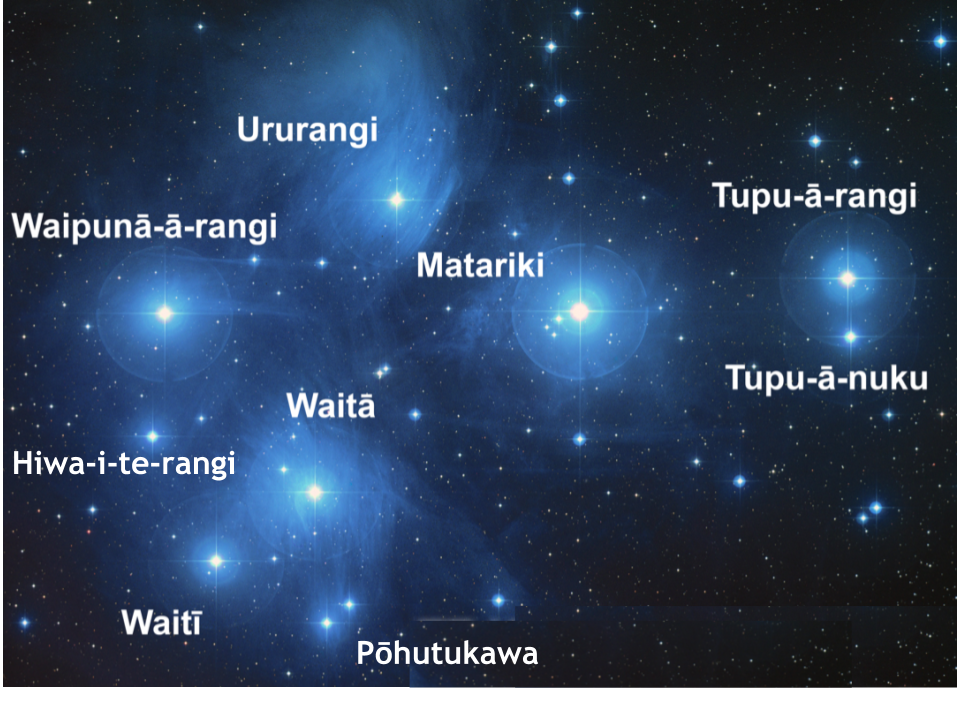 Ururangi
Tupu-ā-rangi
Waipunā-ā-rangi
Matariki
Tupu-ā-nuku
Waitā
Hiwa-i-te-rangi
Waitī
Pōhutukawa